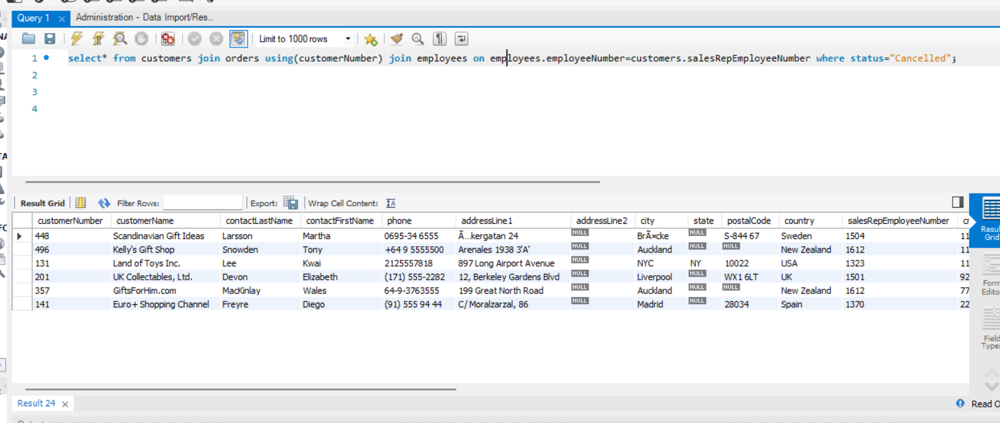 Query 1 Administration - Data Import/Res...
Limit to 1000 rows
1 select* from customers join orders using(customerNumber) join employees on employees.employeeNumber=customers.salesRepEmployeeNumber where status="Cancelled";
2
3
4
Result Grid Filter Rows: Export: Wrap Cell Content:
customerNumber customerName contactLastName contactFirstName phone addressLine1 addressLine2 city state postalCode country salesRepEmployeeNumber
448 Scandinavian Gift Ideas Larsson Martha 0695-34 6555 Ã…kergatan 24 NULL BrÃ¤cke NULL S-844 67 Sweden 1504 11
496 Kelly's Gift Shop Snowden Tony +64 9 5555500 Arenales 1938 3'A' NULL Auckland NULL NULL New Zealand 1612 11
131 Land of Toys Inc. Lee Kwai 2125557818 897 Long Airport Avenue NULL NYC NY 10022 USA 1323 11
201 UK Collectables, Ltd. Devon Elizabeth (171) 555-2282 12, Berkeley Gardens Blvd NULL Liverpool NULL WX1 6LT UK 1501 92
357 GiftsForHim.com MacKinlay Wales 64-9-3763555 199 Great North Road NULL Auckland NULL NULL New Zealand 1612 77
141 Euro+ Shopping Channel Freyre Diego (91) 555 94 44 C/ Moralzarzal, 86 NULL Madrid NULL 28034 Spain 1370 22
Result
Grid
Form
Editor
Field
Types
Result 24
Read O